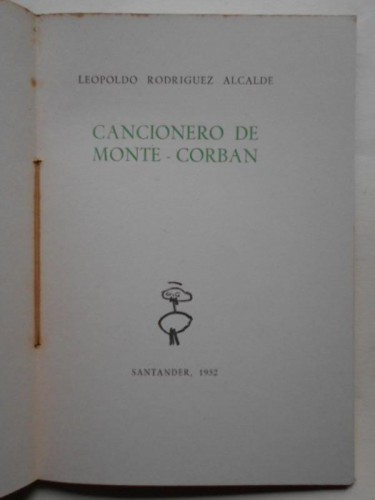 LEOPOLDO RODRIGUEZ ALCALDE
CANCIONERO DE
MONTE - CORBAN
SANTANDER, 1952